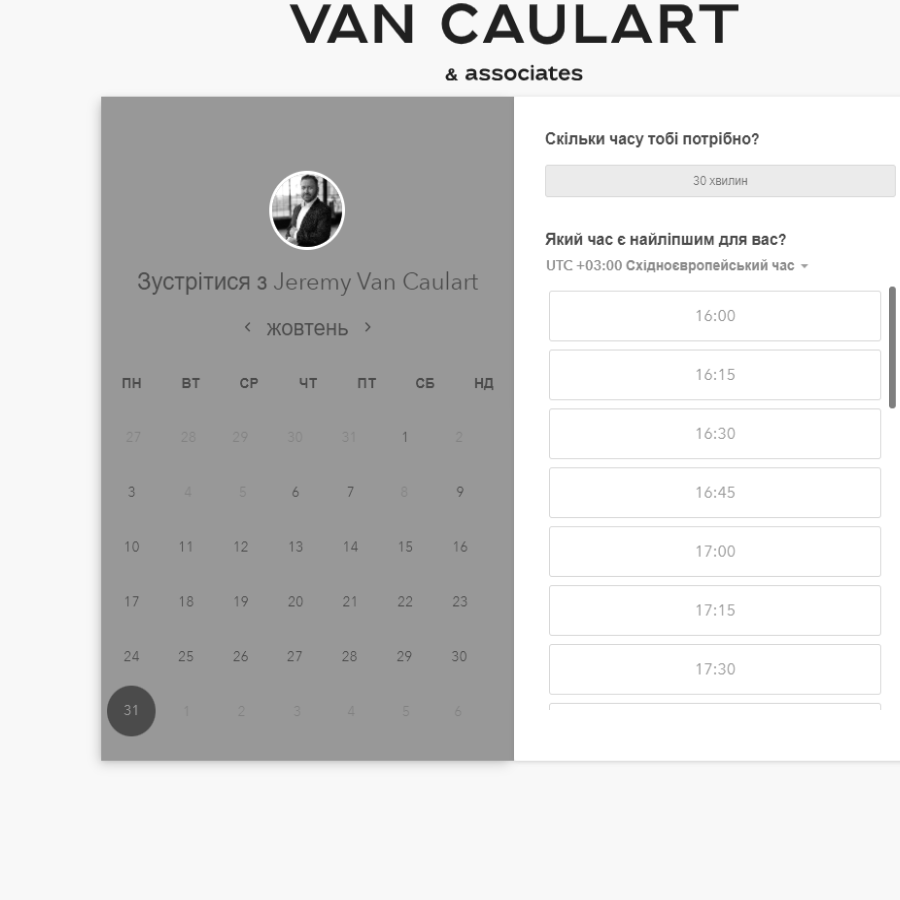 VAN CAULART
& associates
Зустрітися з Jeremy Van Caulart
жовтень
ПН ВТ СР ЧТ ПТ СБ НД
27 28 29 30 31 1 2
3 4 5 6 7 8 9
10 11 12 13 14 15 16
17 18 19 20 21 22 23
24 25 26 27 28 29 30
31 1 2 3 4 5 6
Скільки часу тобі потрібно?
30 хвилин
Який час є найліпшим для вас?
UTC +03:00 Східноєвропейський час
16:00
16:15
16:30
16:45
17:00
17:15
17:30